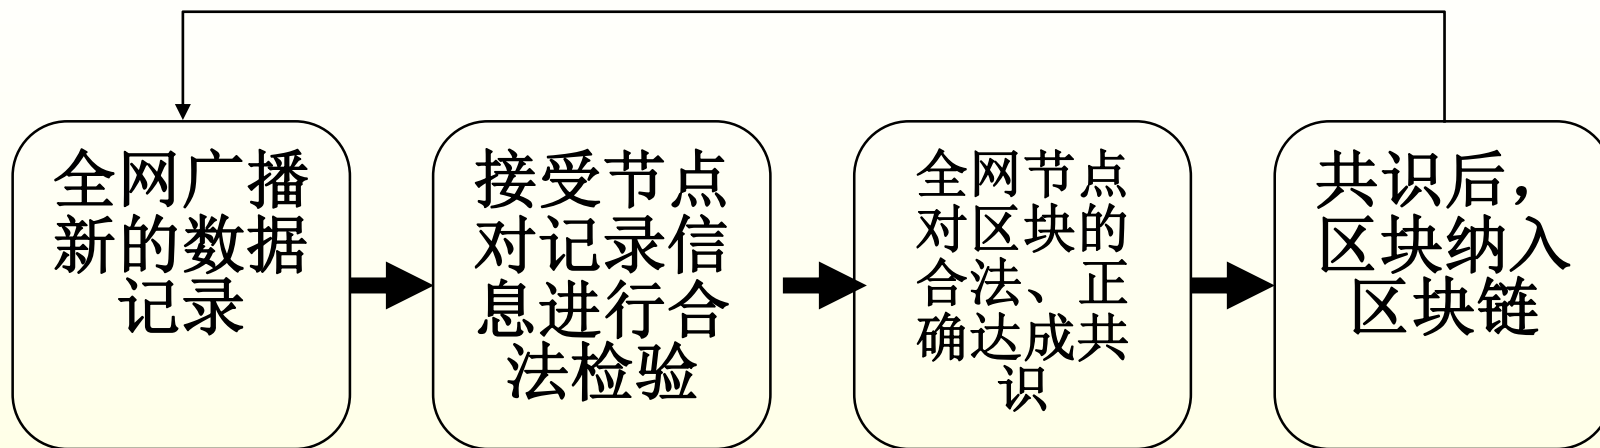 全网广播
新的数据
记录
接受节点
对记录信
息进行合
法检验
全网节点
对区块的
合法、正
确达成共
识
共识后，
区块纳入
区块链